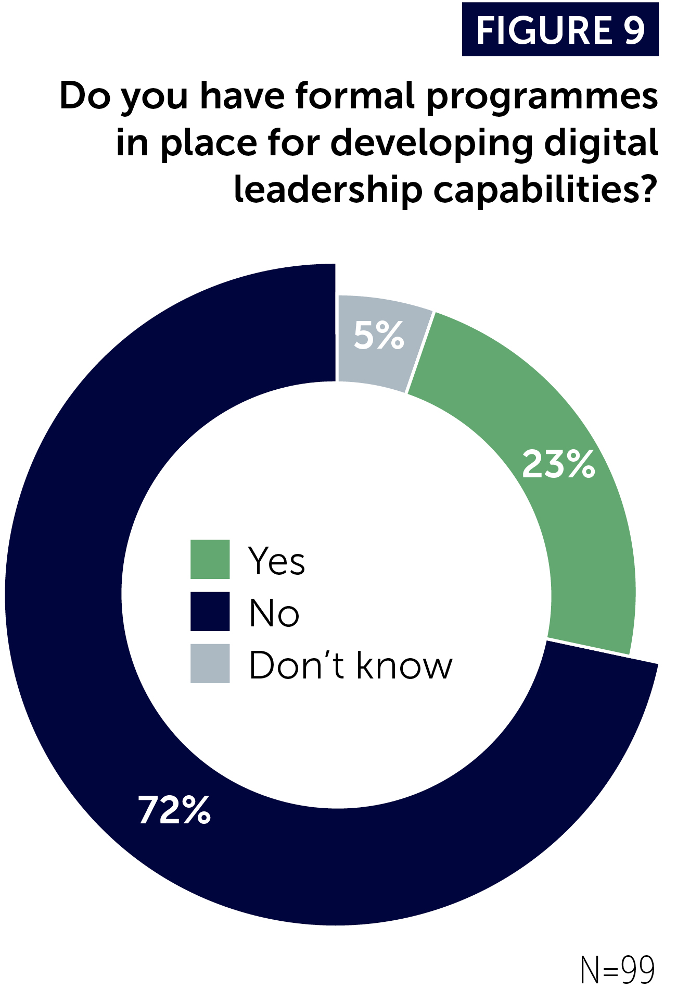 FIGURE 9
Do you have formal programmes
in place for developing digital
leadership capabilities?
5%
23%
Yes
No
Don’t know
72%
N=99